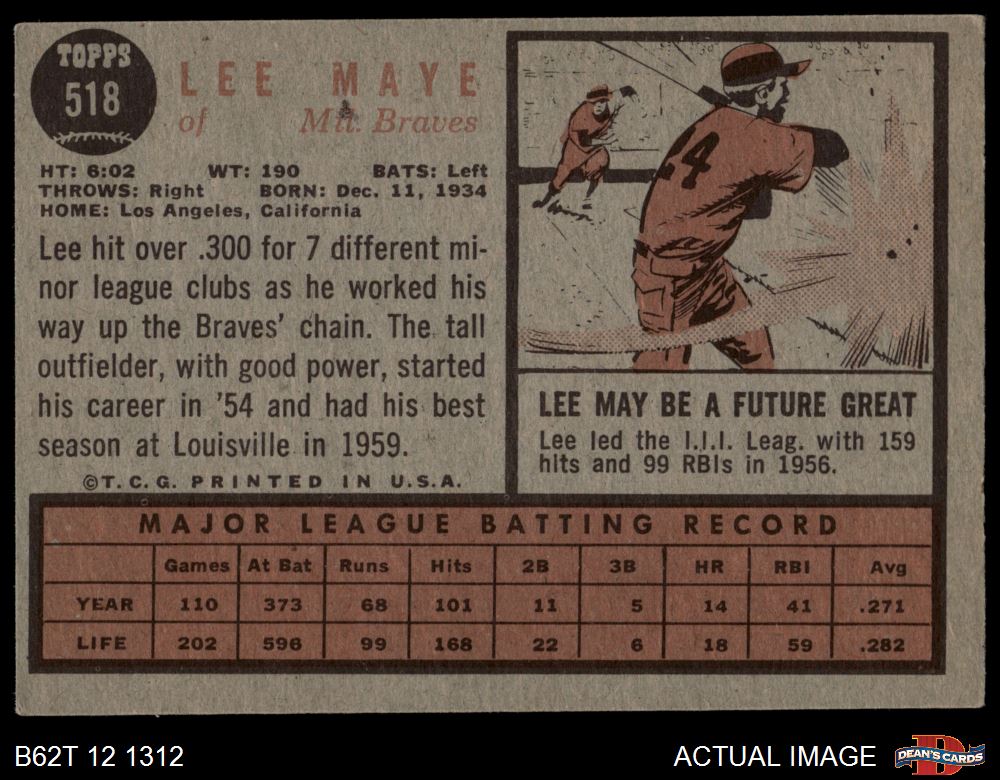 TOPPS
518
LEE MAYE
of Mil. Braves
HT: 6:02 WT: 190 BATS: Left
THROWS: Right BORN: Dec. 11, 1934
HOME: Los Angeles, California
Lee hit over .300 for 7 different mi-
nor league clubs as he worked his
way up the Braves' chain. The tall
outfielder, with good power, started
his career in '54 and had his best
season at Louisville in 1959.
©T.C.G. PRINTED IN U.S.A.
24
LEE MAY BE A FUTURE GREAT
Lee led the I.I.I. Leag. with 159
hits and 99 RBIs in 1956.
MAJOR LEAGUE BATTING RECORD
Games At Bat Runs Hits 2B 3B HR RBI Avg
YEAR 110 373 68 101 11 5 14 41 .271
LIFE 202 596 99 168 22 6 18 59 .282
B62T 12 1312
ACTUAL IMAGE
D
DEAN'S CARDS